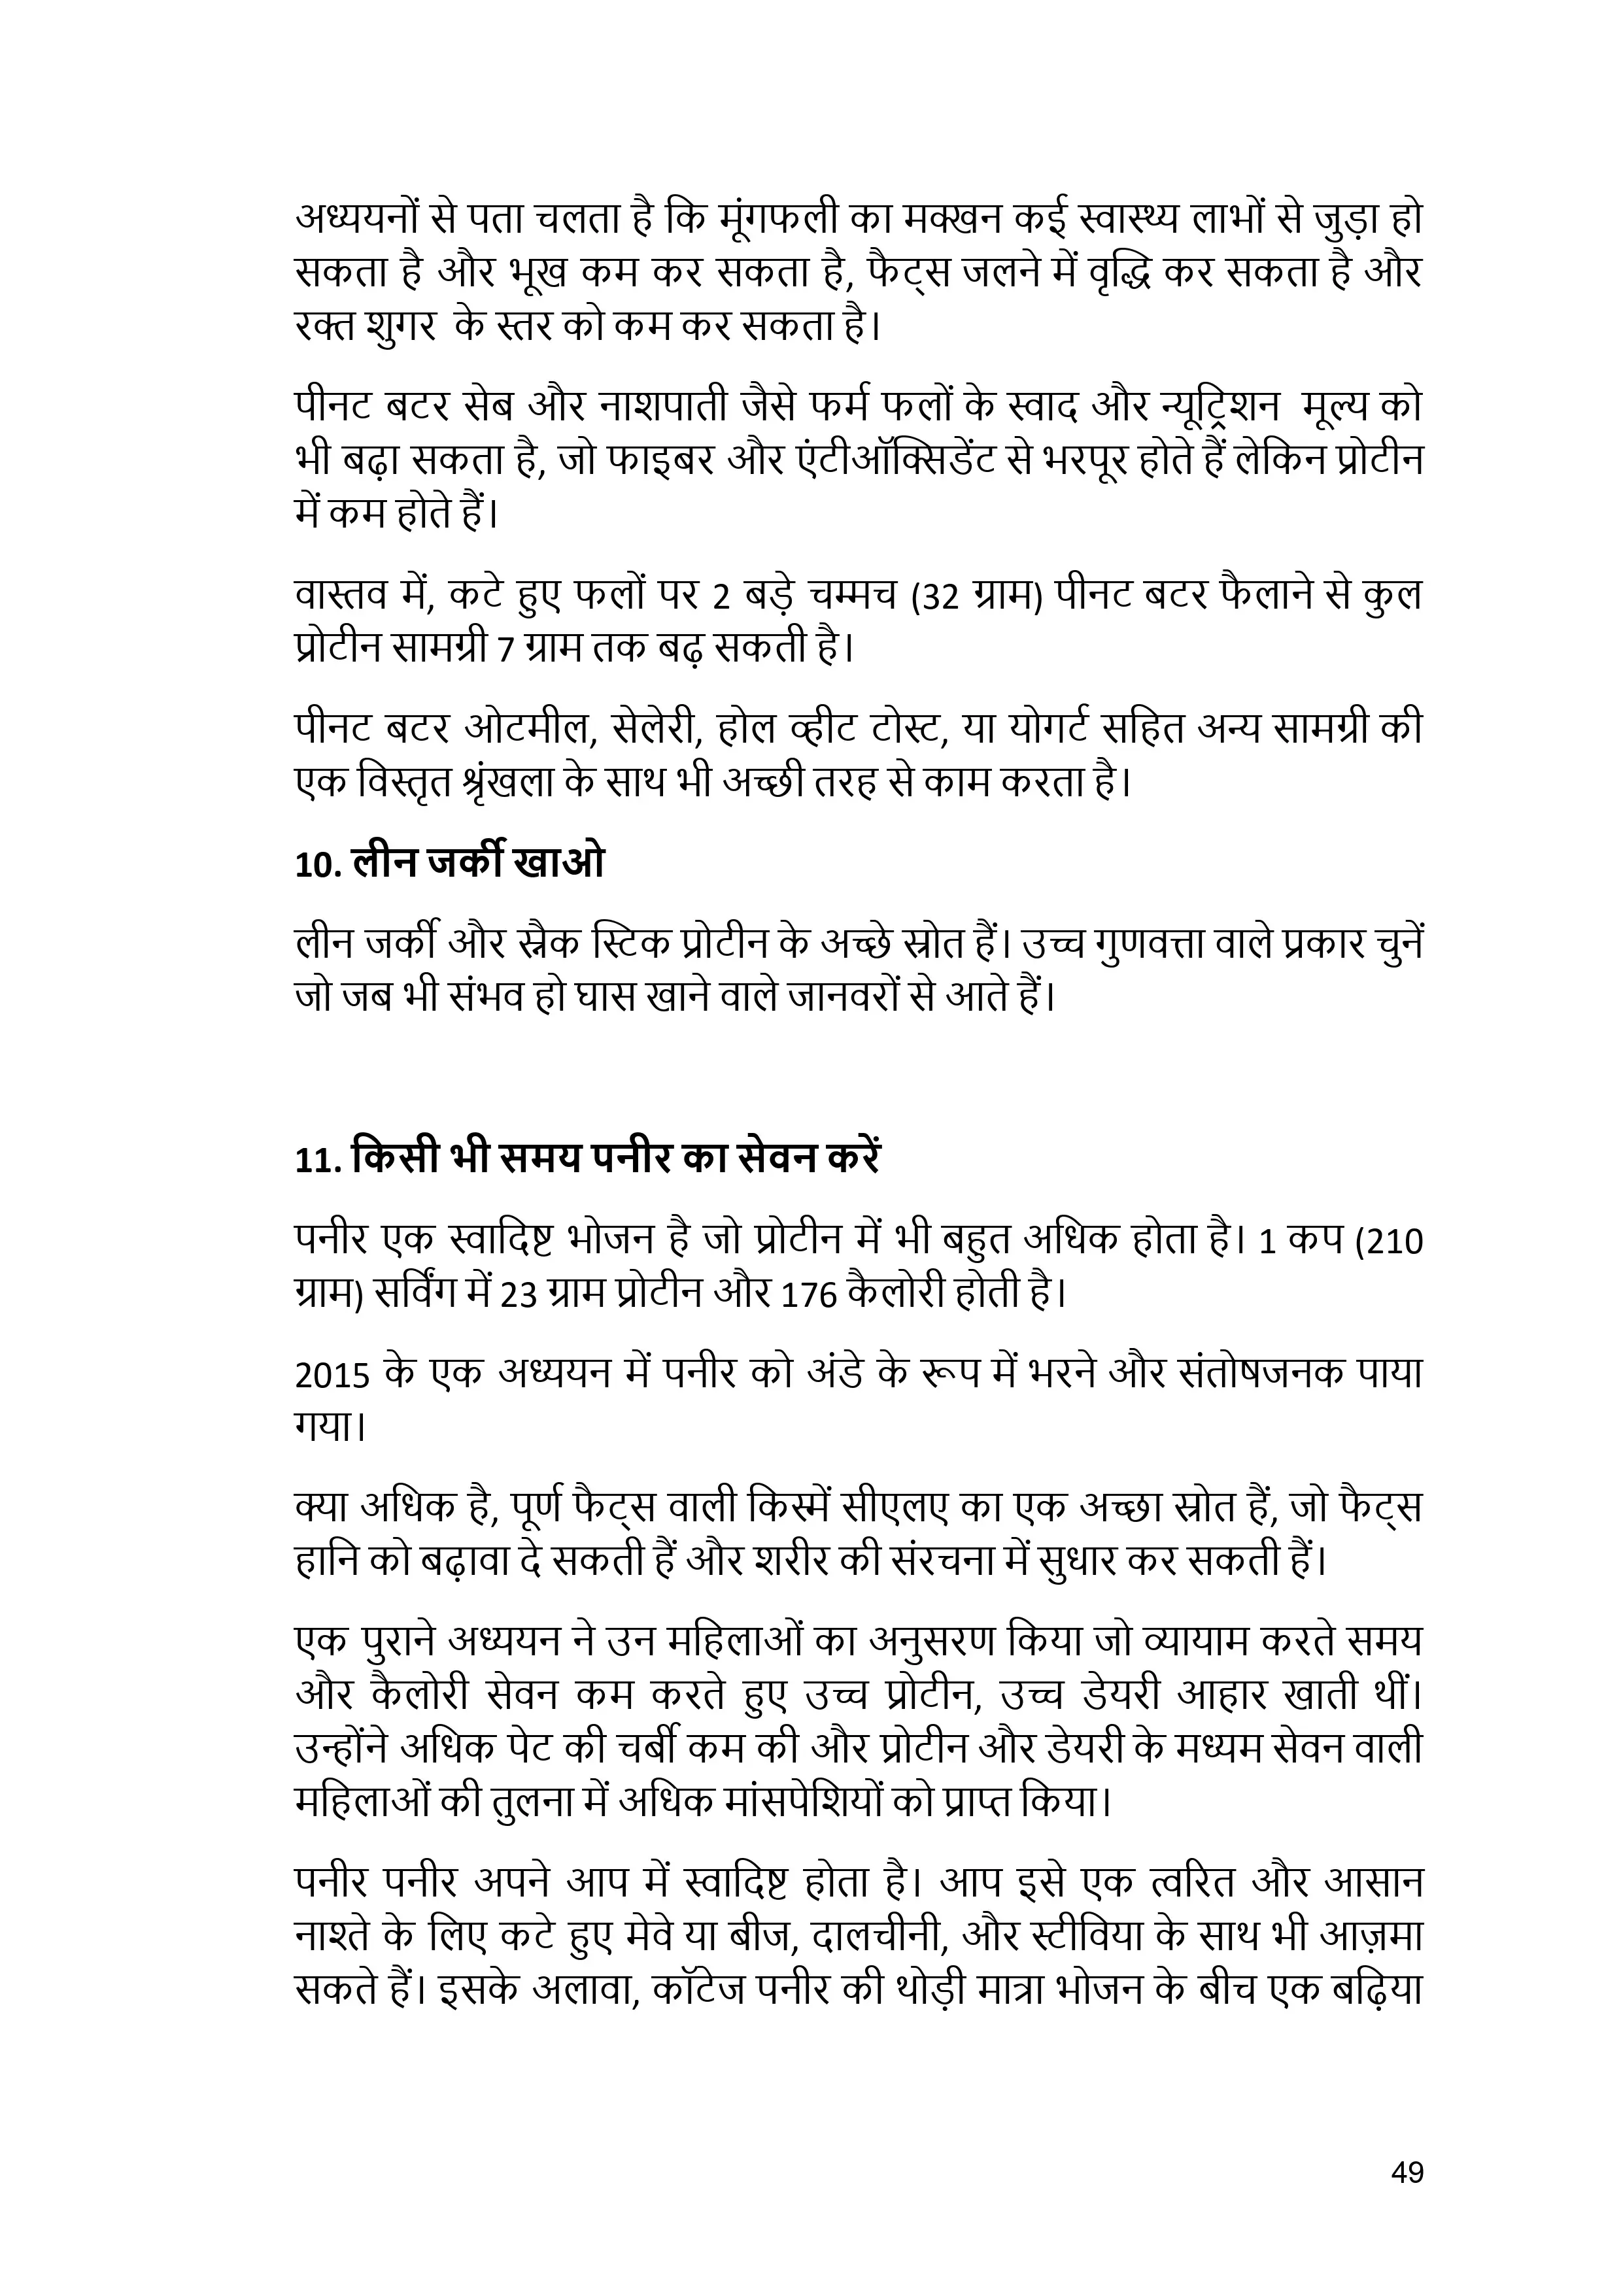 अध्ययनों से पता चलता है कि मूंगफली का मक्खन कई स्वास्थ्य लाभों से जुड़ा हो
सकता है और भूख कम कर सकता है, फैट्स जलने में वृद्धि कर सकता है और
रक्त शुगर के स्तर को कम कर सकता है।
पीनट बटर सेब और नाशपाती जैसे फर्म फलों के स्वाद और न्यूट्रिशन मूल्य को
भी बढ़ा सकता है, जो फाइबर और एंटीऑक्सिडेंट से भरपूर होते हैं लेकिन प्रोटीन
में कम होते हैं।
वास्तव में, कटे हुए फलों पर 2 बड़े चम्मच (32 ग्राम) पीनट बटर फैलाने से कुल
प्रोटीन सामग्री 7 ग्राम तक बढ़ सकती है।
पीनट बटर ओटमील, सेलेरी, होल व्हीट टोस्ट, या योगर्ट सहित अन्य सामग्री की
एक विस्तृत श्रृंखला के साथ भी अच्छी तरह से काम करता है।
10. लीन जर्की खाओ
लीन जर्की और स्नैक स्टिक प्रोटीन के अच्छे स्रोत हैं। उच्च गुणवत्ता वाले प्रकार चुनें
जो जब भी संभव हो घास खाने वाले जानवरों से आते हैं।
11. किसी भी समय पनीर का सेवन करें
पनीर एक स्वादिष्ट भोजन है जो प्रोटीन में भी बहुत अधिक होता है। 1 कप (210
ग्राम) सर्विंग में 23 ग्राम प्रोटीन और 176 कैलोरी होती है।
2015 के एक अध्ययन में पनीर को अंडे के रूप में भरने और संतोषजनक पाया
गया।
क्या अधिक है, पूर्ण फैट्स वाली किस्में सीएलए का एक अच्छा स्रोत हैं, जो फैट्स
हानि को बढ़ावा दे सकती हैं और शरीर की संरचना में सुधार कर सकती हैं।
एक पुराने अध्ययन ने उन महिलाओं का अनुसरण किया जो व्यायाम करते समय
और कैलोरी सेवन कम करते हुए उच्च प्रोटीन, उच्च डेयरी आहार खाती थीं।
उन्होंने अधिक पेट की चर्बी कम की और प्रोटीन और डेयरी के मध्यम सेवन वाली
महिलाओं की तुलना में अधिक मांसपेशियों को प्राप्त किया।
पनीर पनीर अपने आप में स्वादिष्ट होता है। आप इसे एक त्वरित और आसान
नाश्ते के लिए कटे हुए मेवे या बीज, दालचीनी, और स्टीविया के साथ भी आज़मा
सकते हैं। इसके अलावा, कॉटेज पनीर की थोड़ी मात्रा भोजन के बीच एक बढ़िया
49